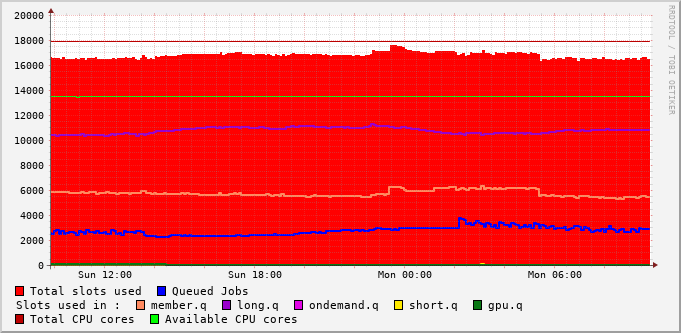 20000
18000
16000
14000
12000
10000
8000
6000
4000
2000
0
Sun 12:00 Sun 18:00 Mon 00:00 Mon 06:00
RRDTOOL / TOBI OETIKER
Total slots used Queued Jobs
Slots used in : member.q long.q ondemand.q short.q gpu.q
Total CPU cores Available CPU cores